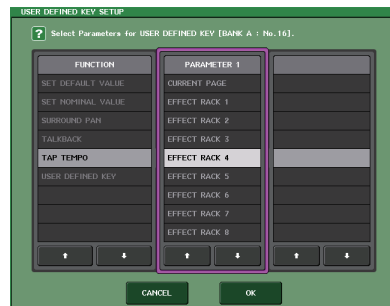 USER DEFINED KEY SETUP
? Select Parameters for USER DEFINED KEY [BANK A : No.16].
FUNCTION
SET DEFAULT VALUE
SET NOMINAL VALUE
SURROUND PAN
TALKBACK
TAP TEMPO
USER DEFINED KEY
PARAMETER 1
CURRENT PAGE
EFFECT RACK 1
EFFECT RACK 2
EFFECT RACK 3
EFFECT RACK 4
EFFECT RACK 5
EFFECT RACK 6
EFFECT RACK 7
EFFECT RACK 8
CANCEL
OK